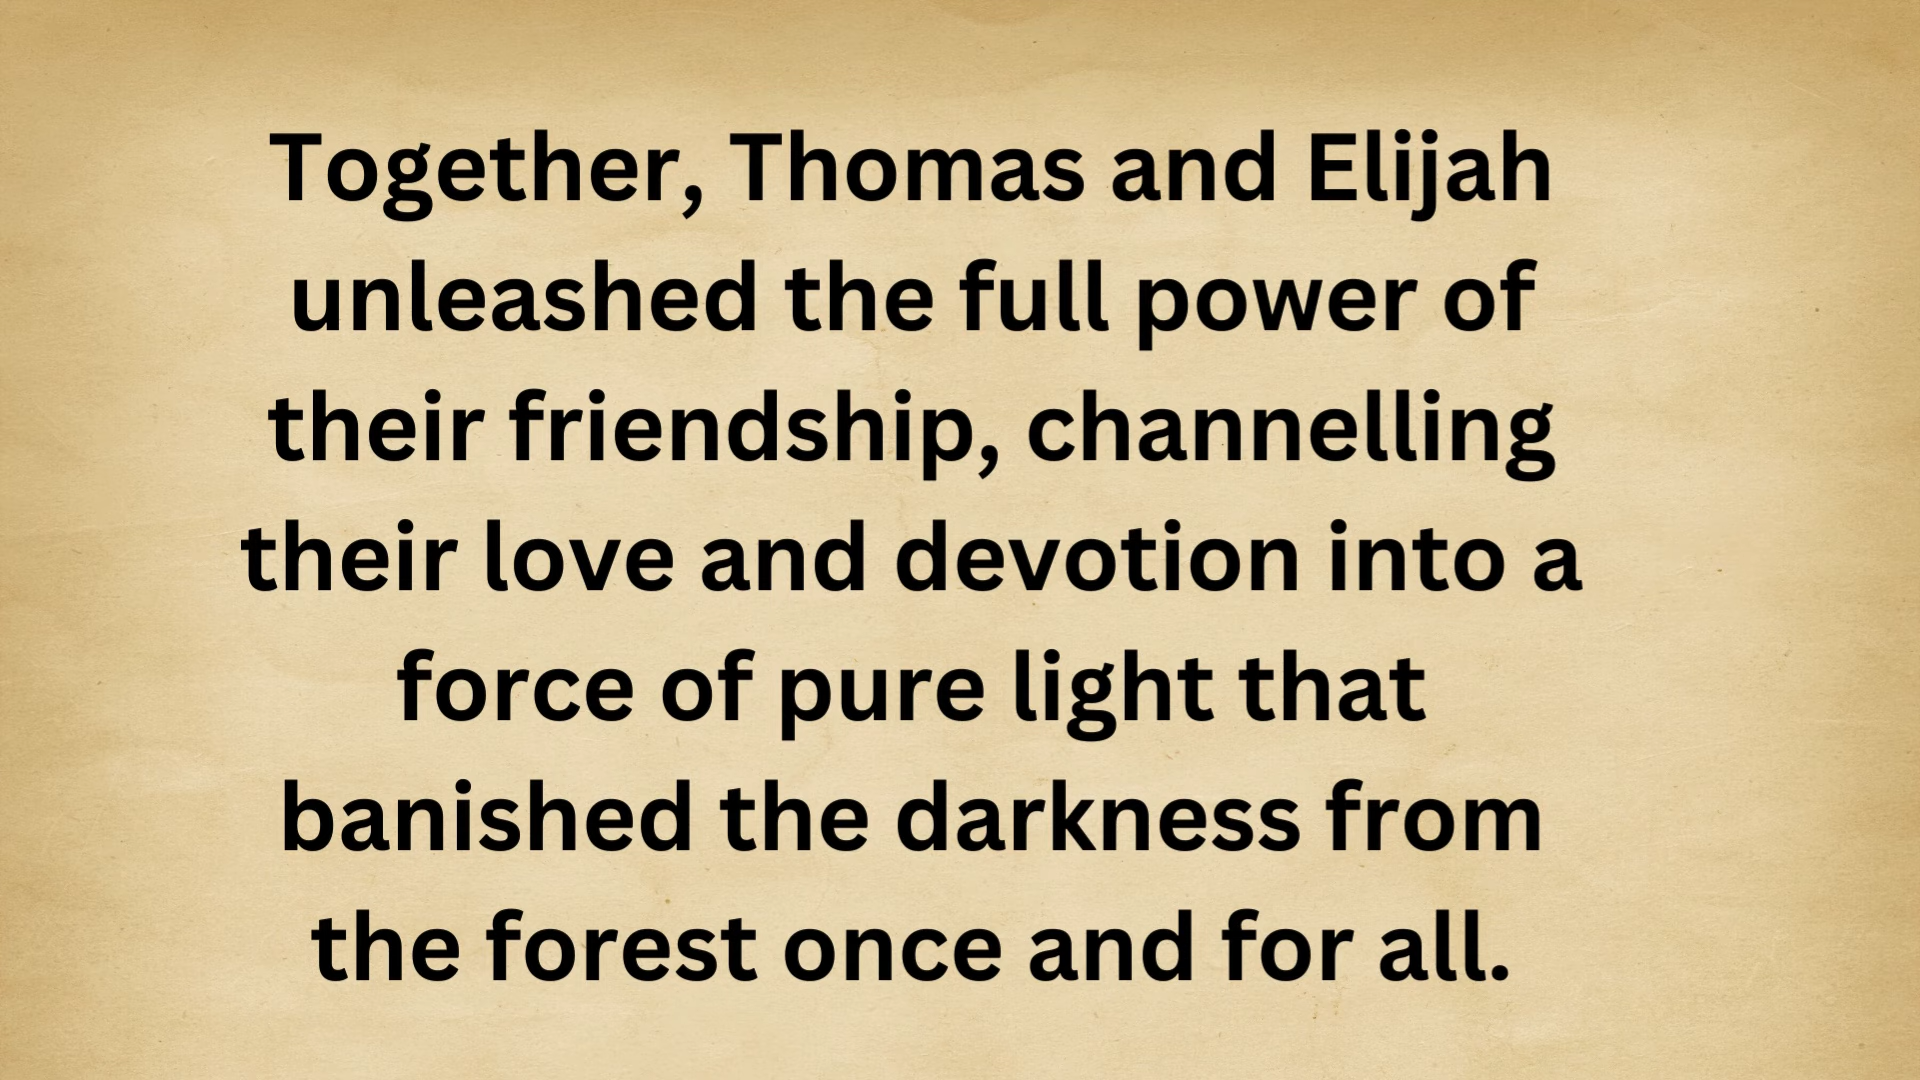 Together, Thomas and Elijah
unleashed the full power of
their friendship, channelling
their love and devotion into a
force of pure light that
banished the darkness from
the forest once and for all.